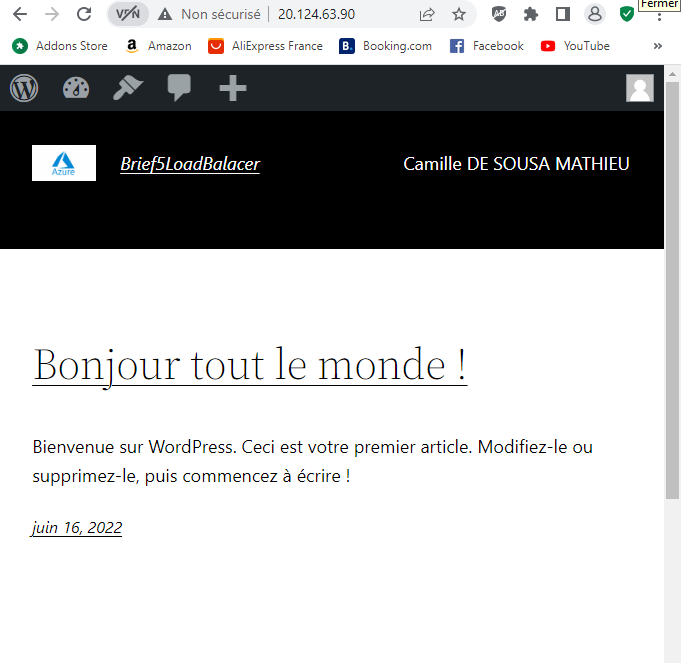 Fermer
VPN Non sécurisé 20.124.63.90
Addons Store Amazon AliExpress France Booking.com Facebook YouTube »
Azure Brief5LoadBalacer Camille DE SOUSA MATHIEU
Bonjour tout le monde !
Bienvenue sur WordPress. Ceci est votre premier article. Modifiez-le ou
supprimez-le, puis commencez à écrire !
juin 16, 2022